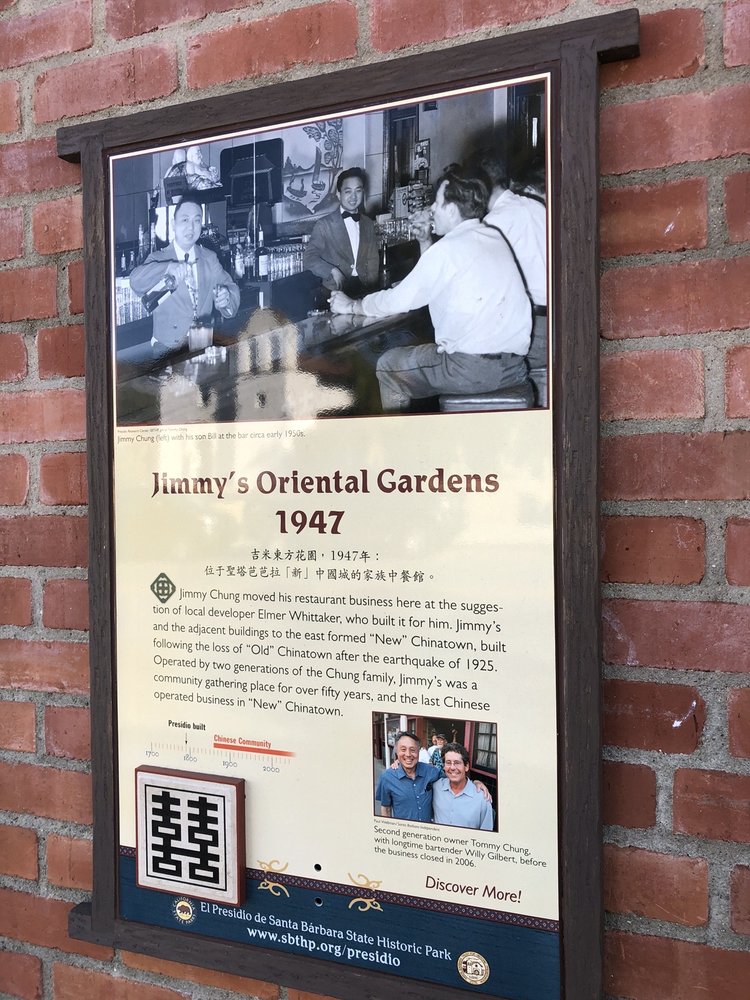 Jimmy Chung (left) with his son Bill at the bar circa early 1950s.
Jimmy's Oriental Gardens
1947
吉米東方花園，1947年：
位于聖塔芭芭拉「新」中國城的家族中餐館。
Jimmy Chung moved his restaurant business here at the sugges-
tion of local developer Elmer Whittaker, who built it for him. Jimmy's
and the adjacent buildings to the east formed "New" Chinatown, built
following the loss of "Old" Chinatown after the earthquake of 1925.
Operated by two generations of the Chung family, Jimmy's was a
community gathering place for over fifty years, and the last Chinese
operated business in "New" Chinatown.
Presidio built
Chinese Community
1700 1800 1900 2000
囍
Second generation owner Tommy Chung,
with longtime bartender Willy Gilbert, before
the business closed in 2006.
Discover More!
El Presidio de Santa Bárbara State Historic Park
www.sbthp.org/presidio